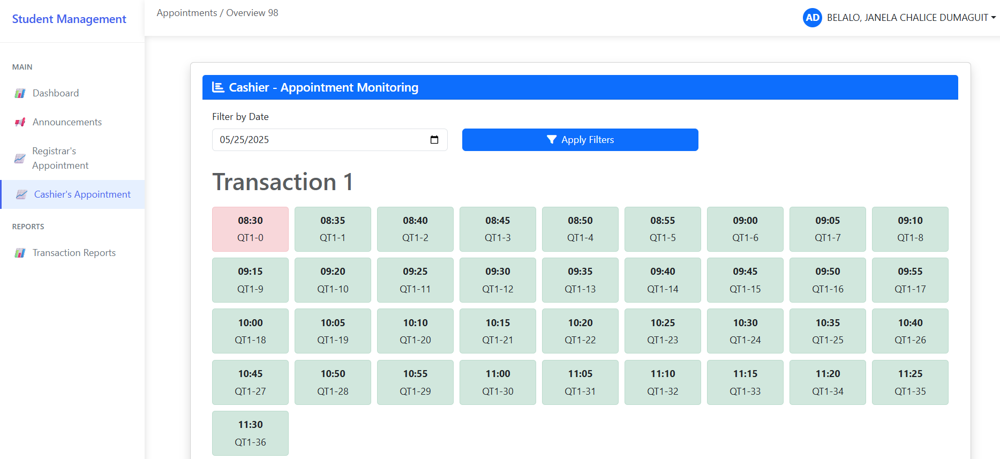 Student Management
Appointments / Overview 98
AD BELALO, JANELA CHALICE DUMAGUIT
MAIN
Dashboard
Announcements
Registrar's
Appointment
Cashier's Appointment
REPORTS
Transaction Reports
Cashier - Appointment Monitoring
Filter by Date
05/25/2025
Apply Filters
Transaction 1
08:30 08:35 08:40 08:45 08:50 08:55 09:00 09:05 09:10
QT1-0 QT1-1 QT1-2 QT1-3 QT1-4 QT1-5 QT1-6 QT1-7 QT1-8
09:15 09:20 09:25 09:30 09:35 09:40 09:45 09:50 09:55
QT1-9 QT1-10 QT1-11 QT1-12 QT1-13 QT1-14 QT1-15 QT1-16 QT1-17
10:00 10:05 10:10 10:15 10:20 10:25 10:30 10:35 10:40
QT1-18 QT1-19 QT1-20 QT1-21 QT1-22 QT1-23 QT1-24 QT1-25 QT1-26
10:45 10:50 10:55 11:00 11:05 11:10 11:15 11:20 11:25
QT1-27 QT1-28 QT1-29 QT1-30 QT1-31 QT1-32 QT1-33 QT1-34 QT1-35
11:30
QT1-36